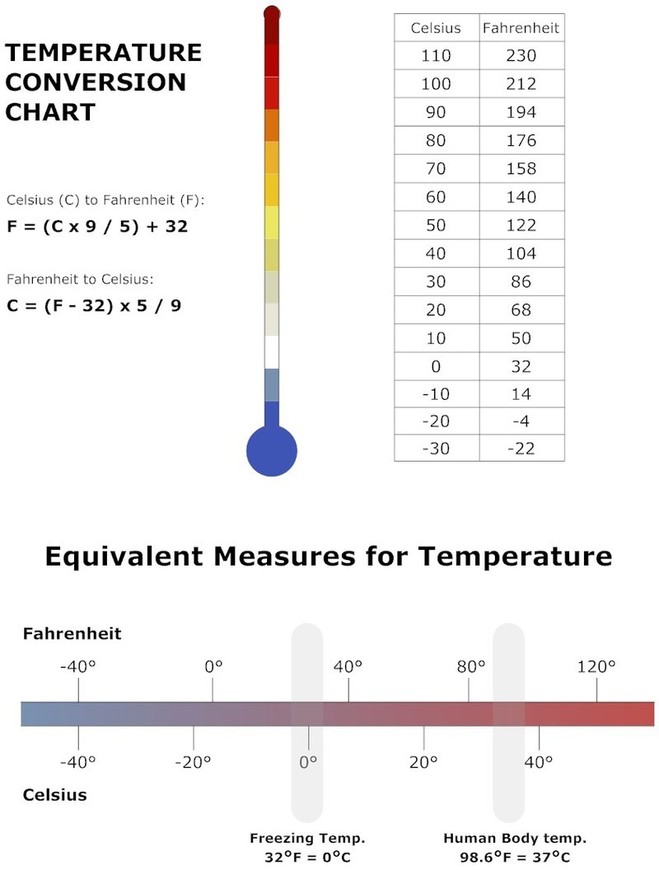 TEMPERATURE
CONVERSION
CHART
Celsius (C) to Fahrenheit (F):
F = (C x 9 / 5) + 32
Fahrenheit to Celsius:
C = (F - 32) x 5 / 9
Celsius Fahrenheit
110 230
100 212
90 194
80 176
70 158
60 140
50 122
40 104
30 86
20 68
10 50
0 32
-10 14
-20 -4
-30 -22
Equivalent Measures for Temperature
Fahrenheit
-40° 0° 40° 80° 120°
-40° -20° 0° 20° 40°
Celsius
Freezing Temp. Human Body temp.
32°F = 0°C 98.6°F = 37°C